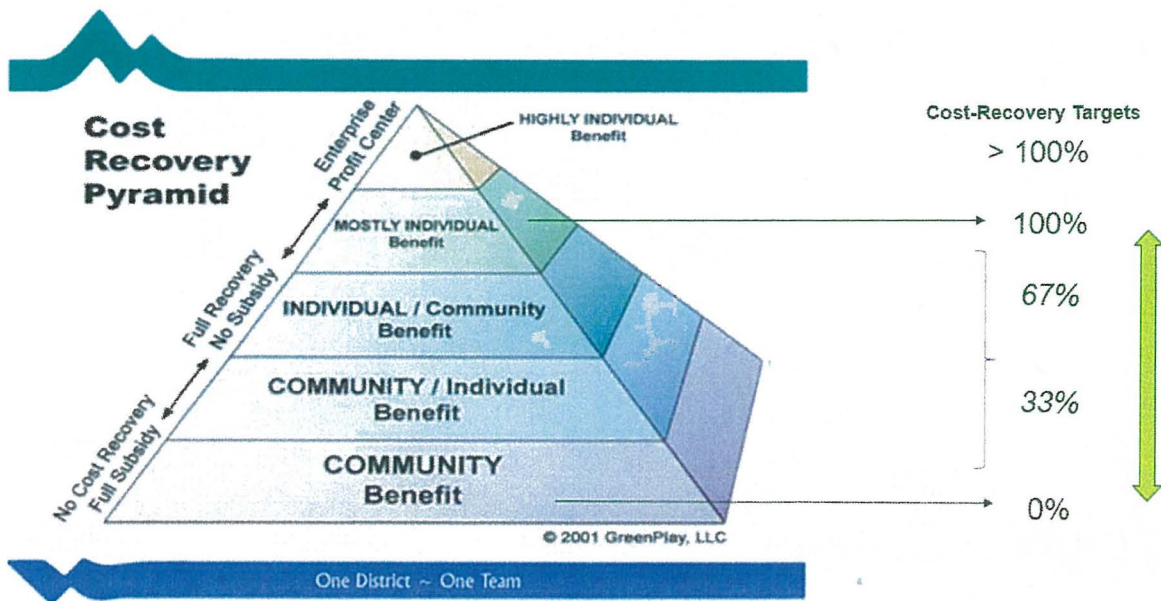 Cost
Recovery
Pyramid
Enterprise
Profit Center
Full Recovery
No Subsidy
No Cost Recovery
Full Subsidy
HIGHLY INDIVIDUAL
Benefit
MOSTLY INDIVIDUAL
Benefit
INDIVIDUAL / Community
Benefit
COMMUNITY / Individual
Benefit
COMMUNITY
Benefit
© 2001 GreenPlay, LLC
Cost-Recovery Targets
> 100%
100%
67%
33%
0%
One District ~ One Team
4